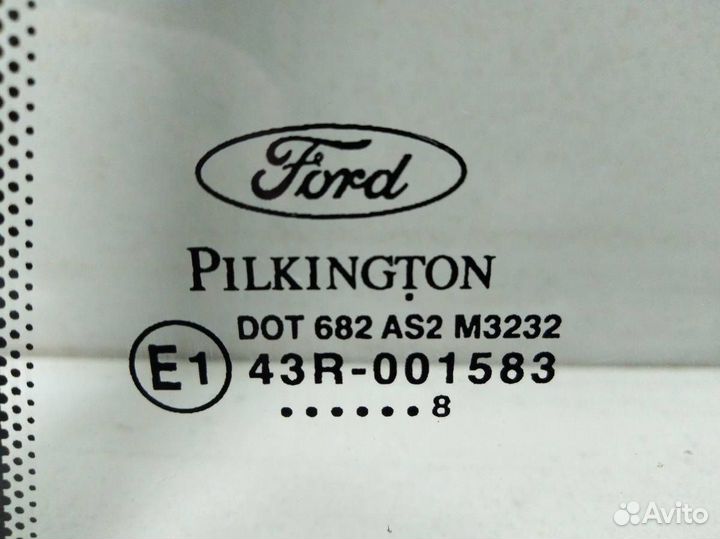 Ford
PILKINGTON
DOT 682 AS2 M3232
E1 43R-001583
......8
Avito